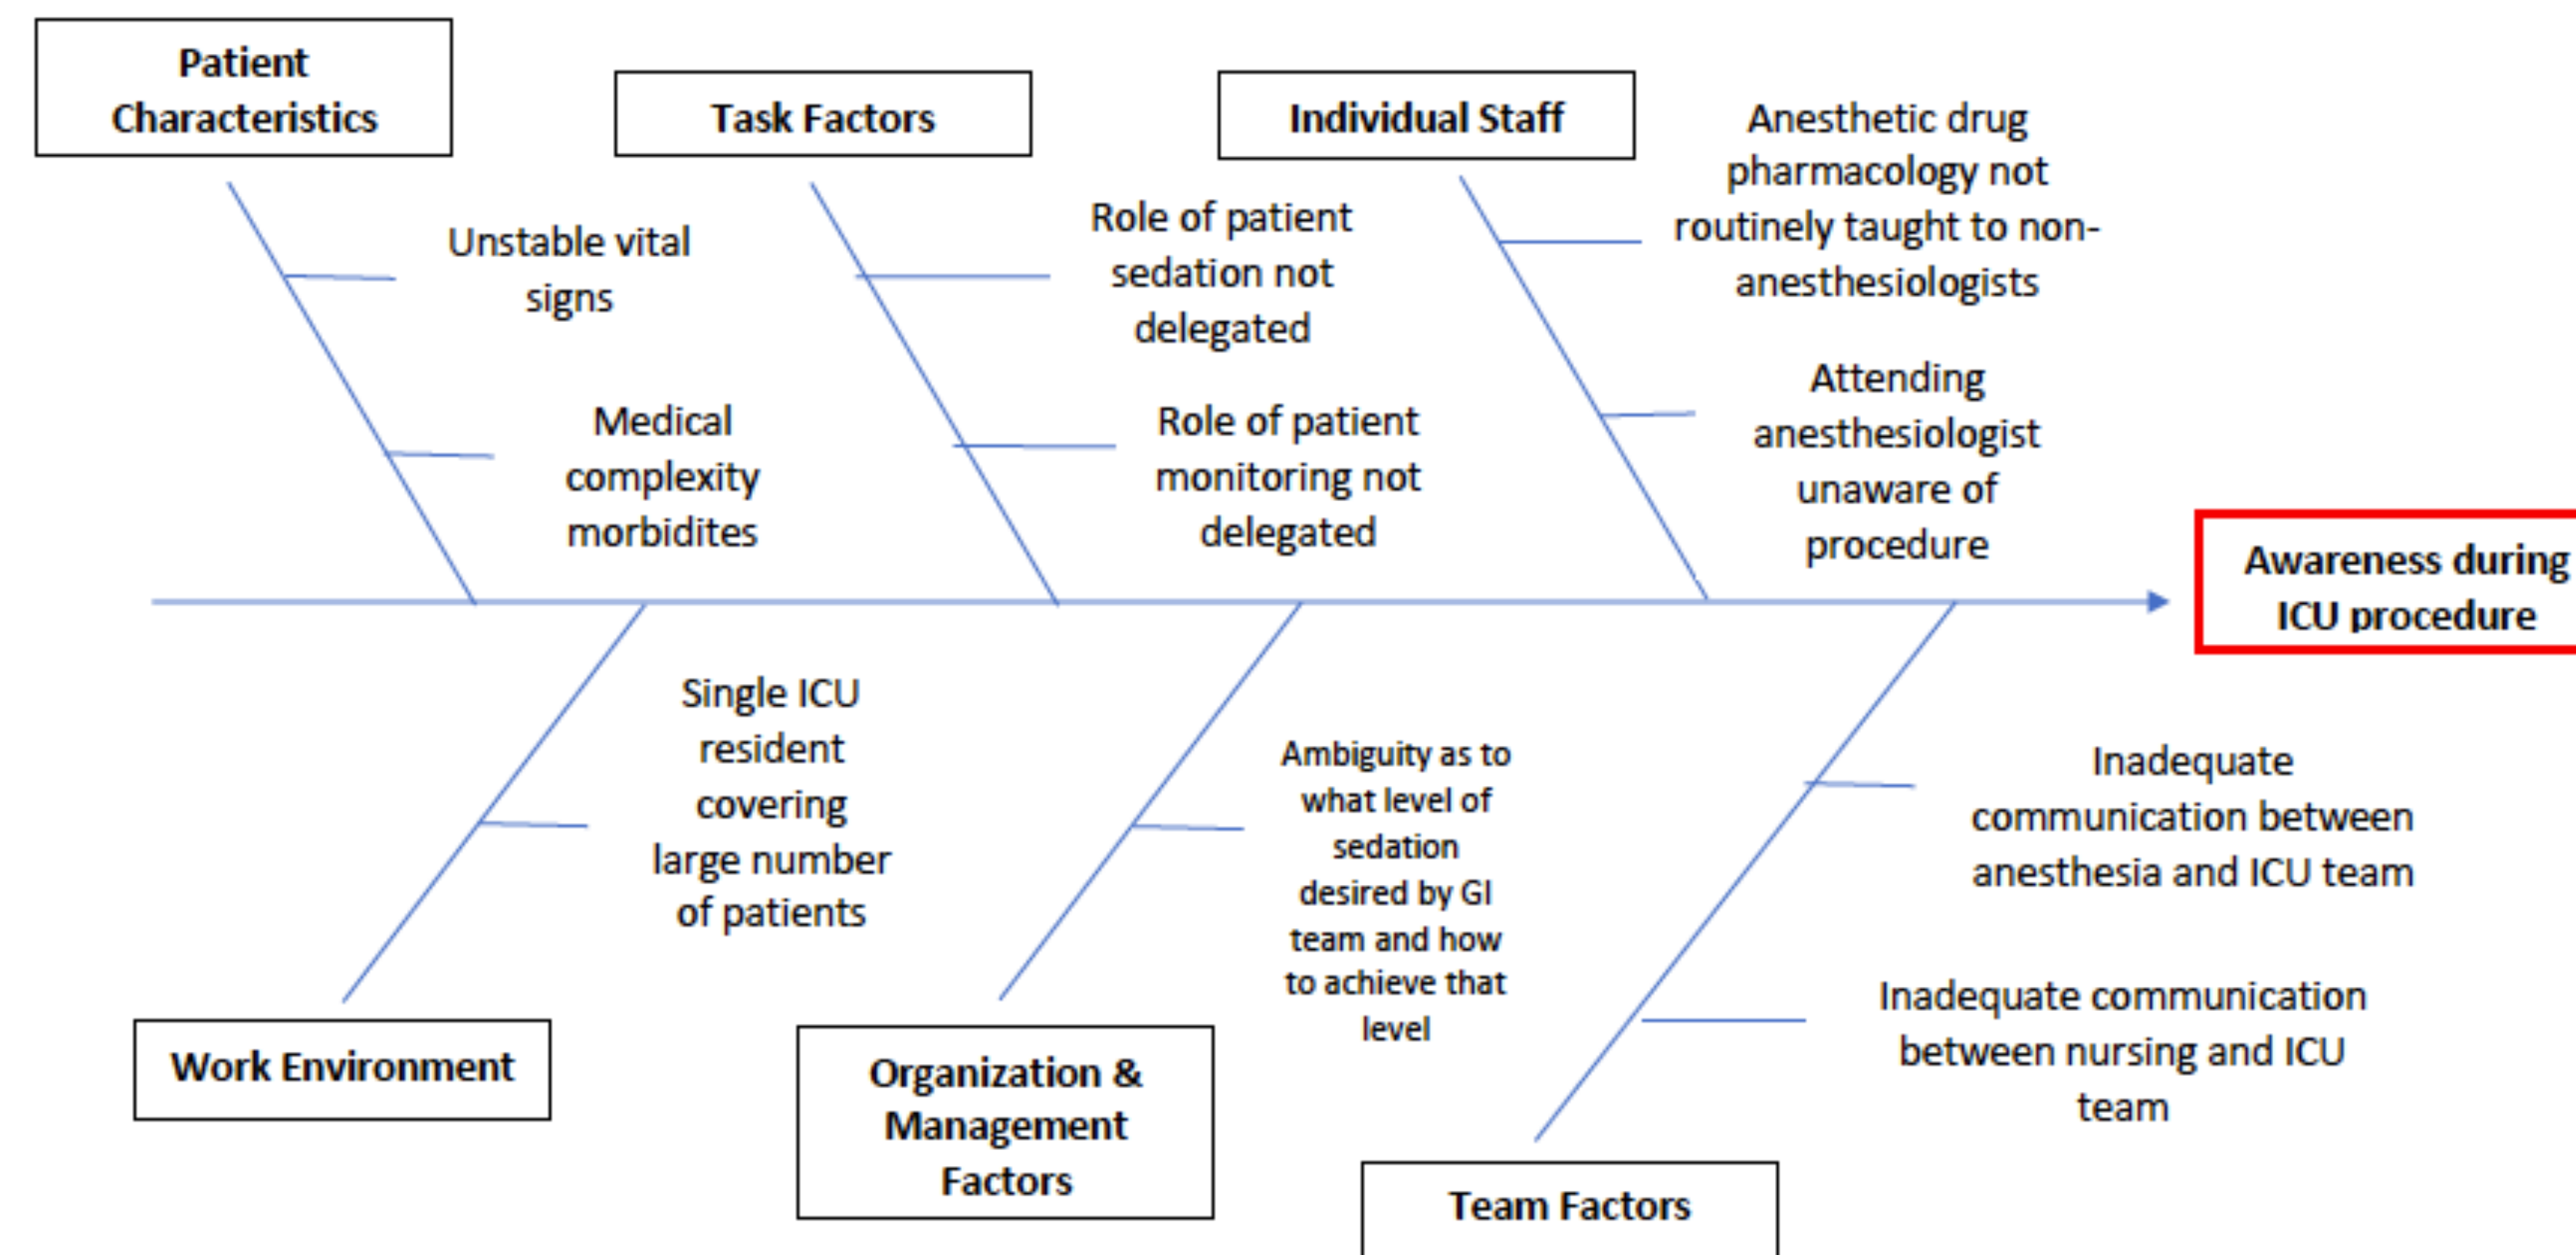 Patient
Characteristics
Task Factors
Individual Staff
Unstable vital
signs
Medical
complexity
morbidites
Role of patient
sedation not
delegated
Role of patient
monitoring not
delegated
Anesthetic drug
pharmacology not
routinely taught to non-
anesthesiologists
Attending
anesthesiologist
unaware of
procedure
Awareness during
ICU procedure
Single ICU
resident
covering
large number
of patients
Ambiguity as to
what level of
sedation
desired by GI
team and how
to achieve that
level
Inadequate
communication between
anesthesia and ICU team
Inadequate communication
between nursing and ICU
team
Work Environment
Organization &
Management
Factors
Team Factors